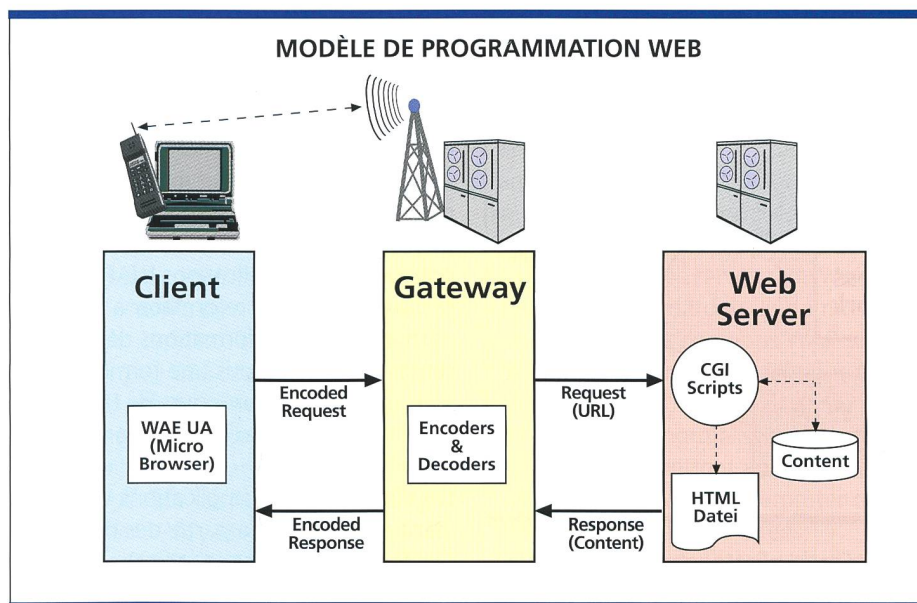 MODÈLE DE PROGRAMMATION WEB
Client
Gateway
Web
Server
Encoded
Request
Request
(URL)
CGI
Scripts
WAE UA
(Micro
Browser)
Encoders
&
Decoders
Content
HTML
Datei
Encoded
Response
Response
(Content)